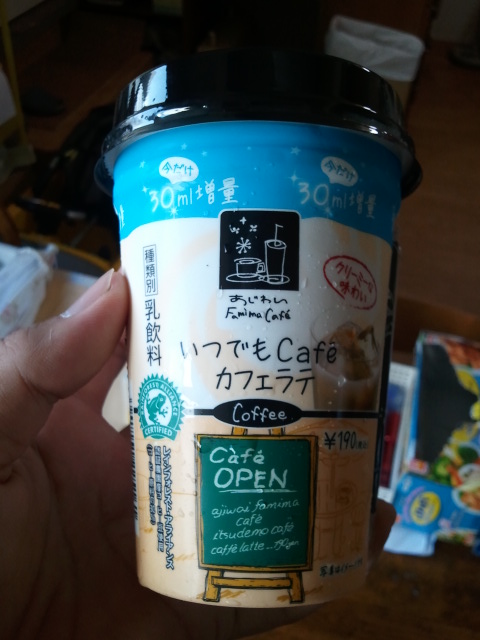 今だけ
30ml増量
今だけ
30ml増量
あじわい
Famima Café
クリーミーな
味わい
種類別 乳飲料
いつでもCafé
カフェラテ
Coffee
RAINFOREST ALLIANCE
CERTIFIED
¥190
Càfé
OPEN
ajiwai famima
café
itsudemo café
caffè latte